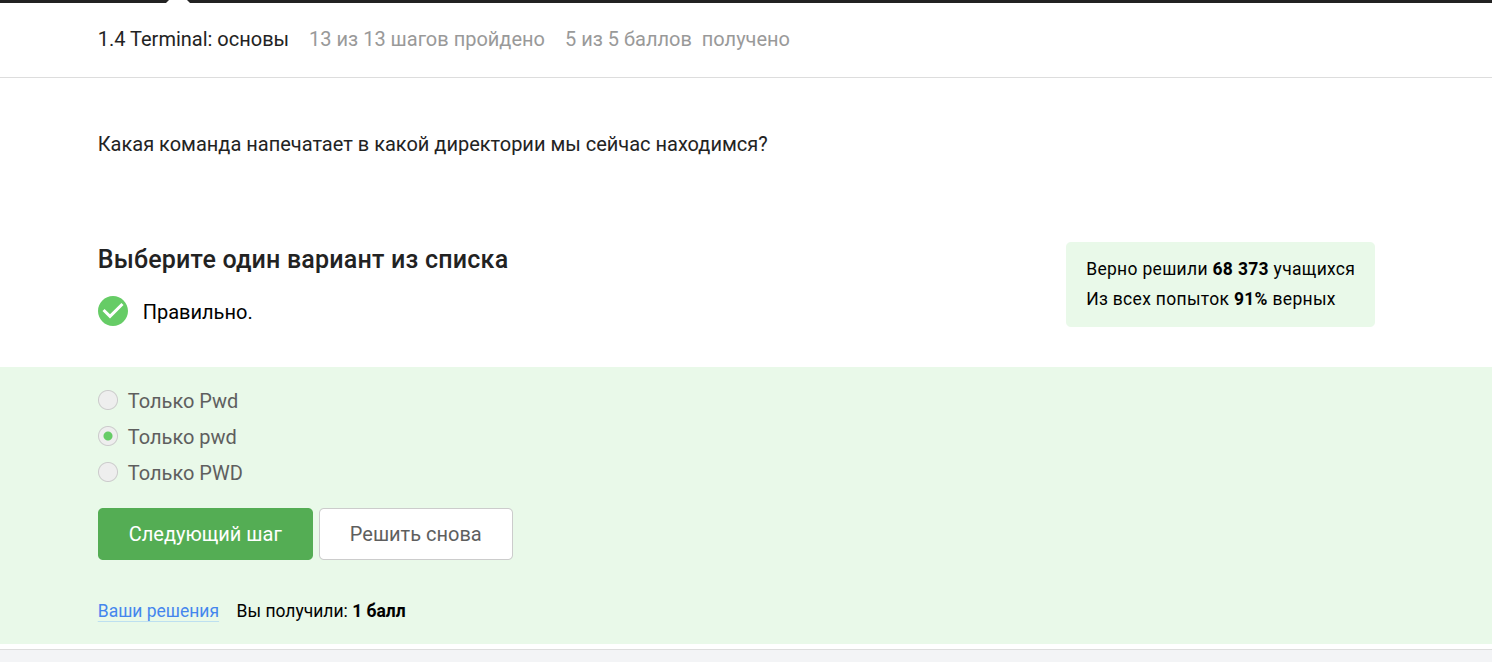 1.4 Terminal: основы 13 из 13 шагов пройдено 5 из 5 баллов получено
Какая команда напечатает в какой директории мы сейчас находимся?
Выберите один вариант из списка
Правильно.
Верно решили 68 373 учащихся
Из всех попыток 91% верных
Только Pwd
Только pwd
Только PWD
Следующий шаг Решить снова
Ваши решения Вы получили: 1 балл